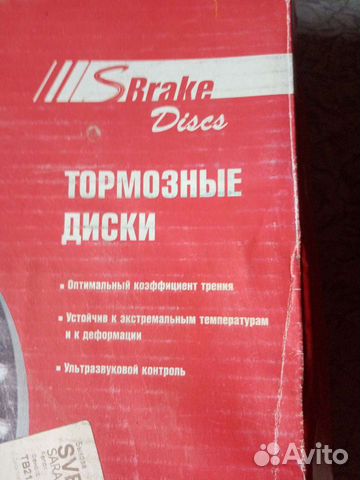 SBrake
Discs
ТОРМОЗНЫЕ
ДИСКИ
Оптимальный коэффициент трения
Устойчив к экстремальным температурам
и к деформации
Ультразвуковой контроль
Avito